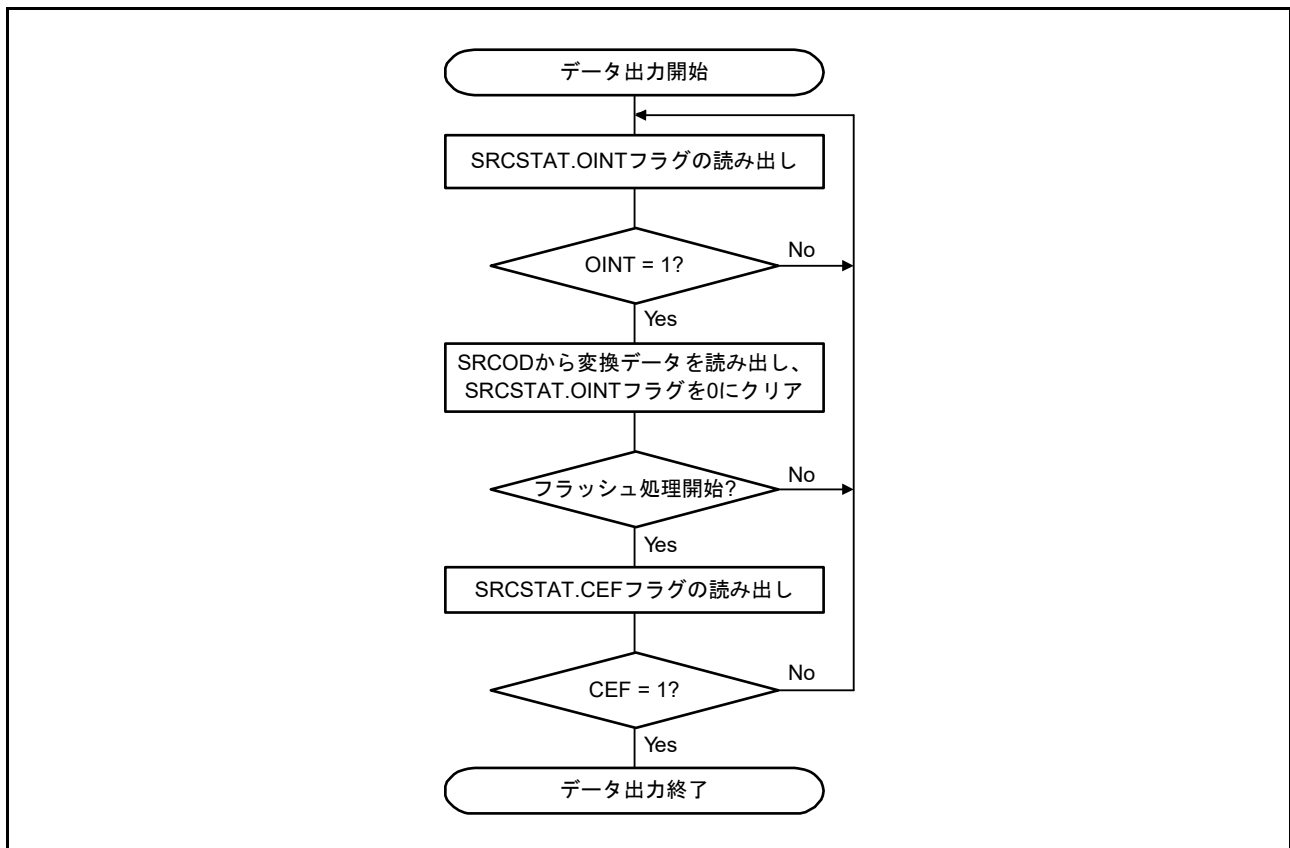 データ出力開始
SRCSTAT.OINTフラグの読み出し
OINT = 1?
No
Yes
SRCODから変換データを読み出し、
SRCSTAT.OINTフラグを0にクリア
フラッシュ処理開始?
No
Yes
SRCSTAT.CEFフラグの読み出し
CEF = 1?
No
Yes
データ出力終了